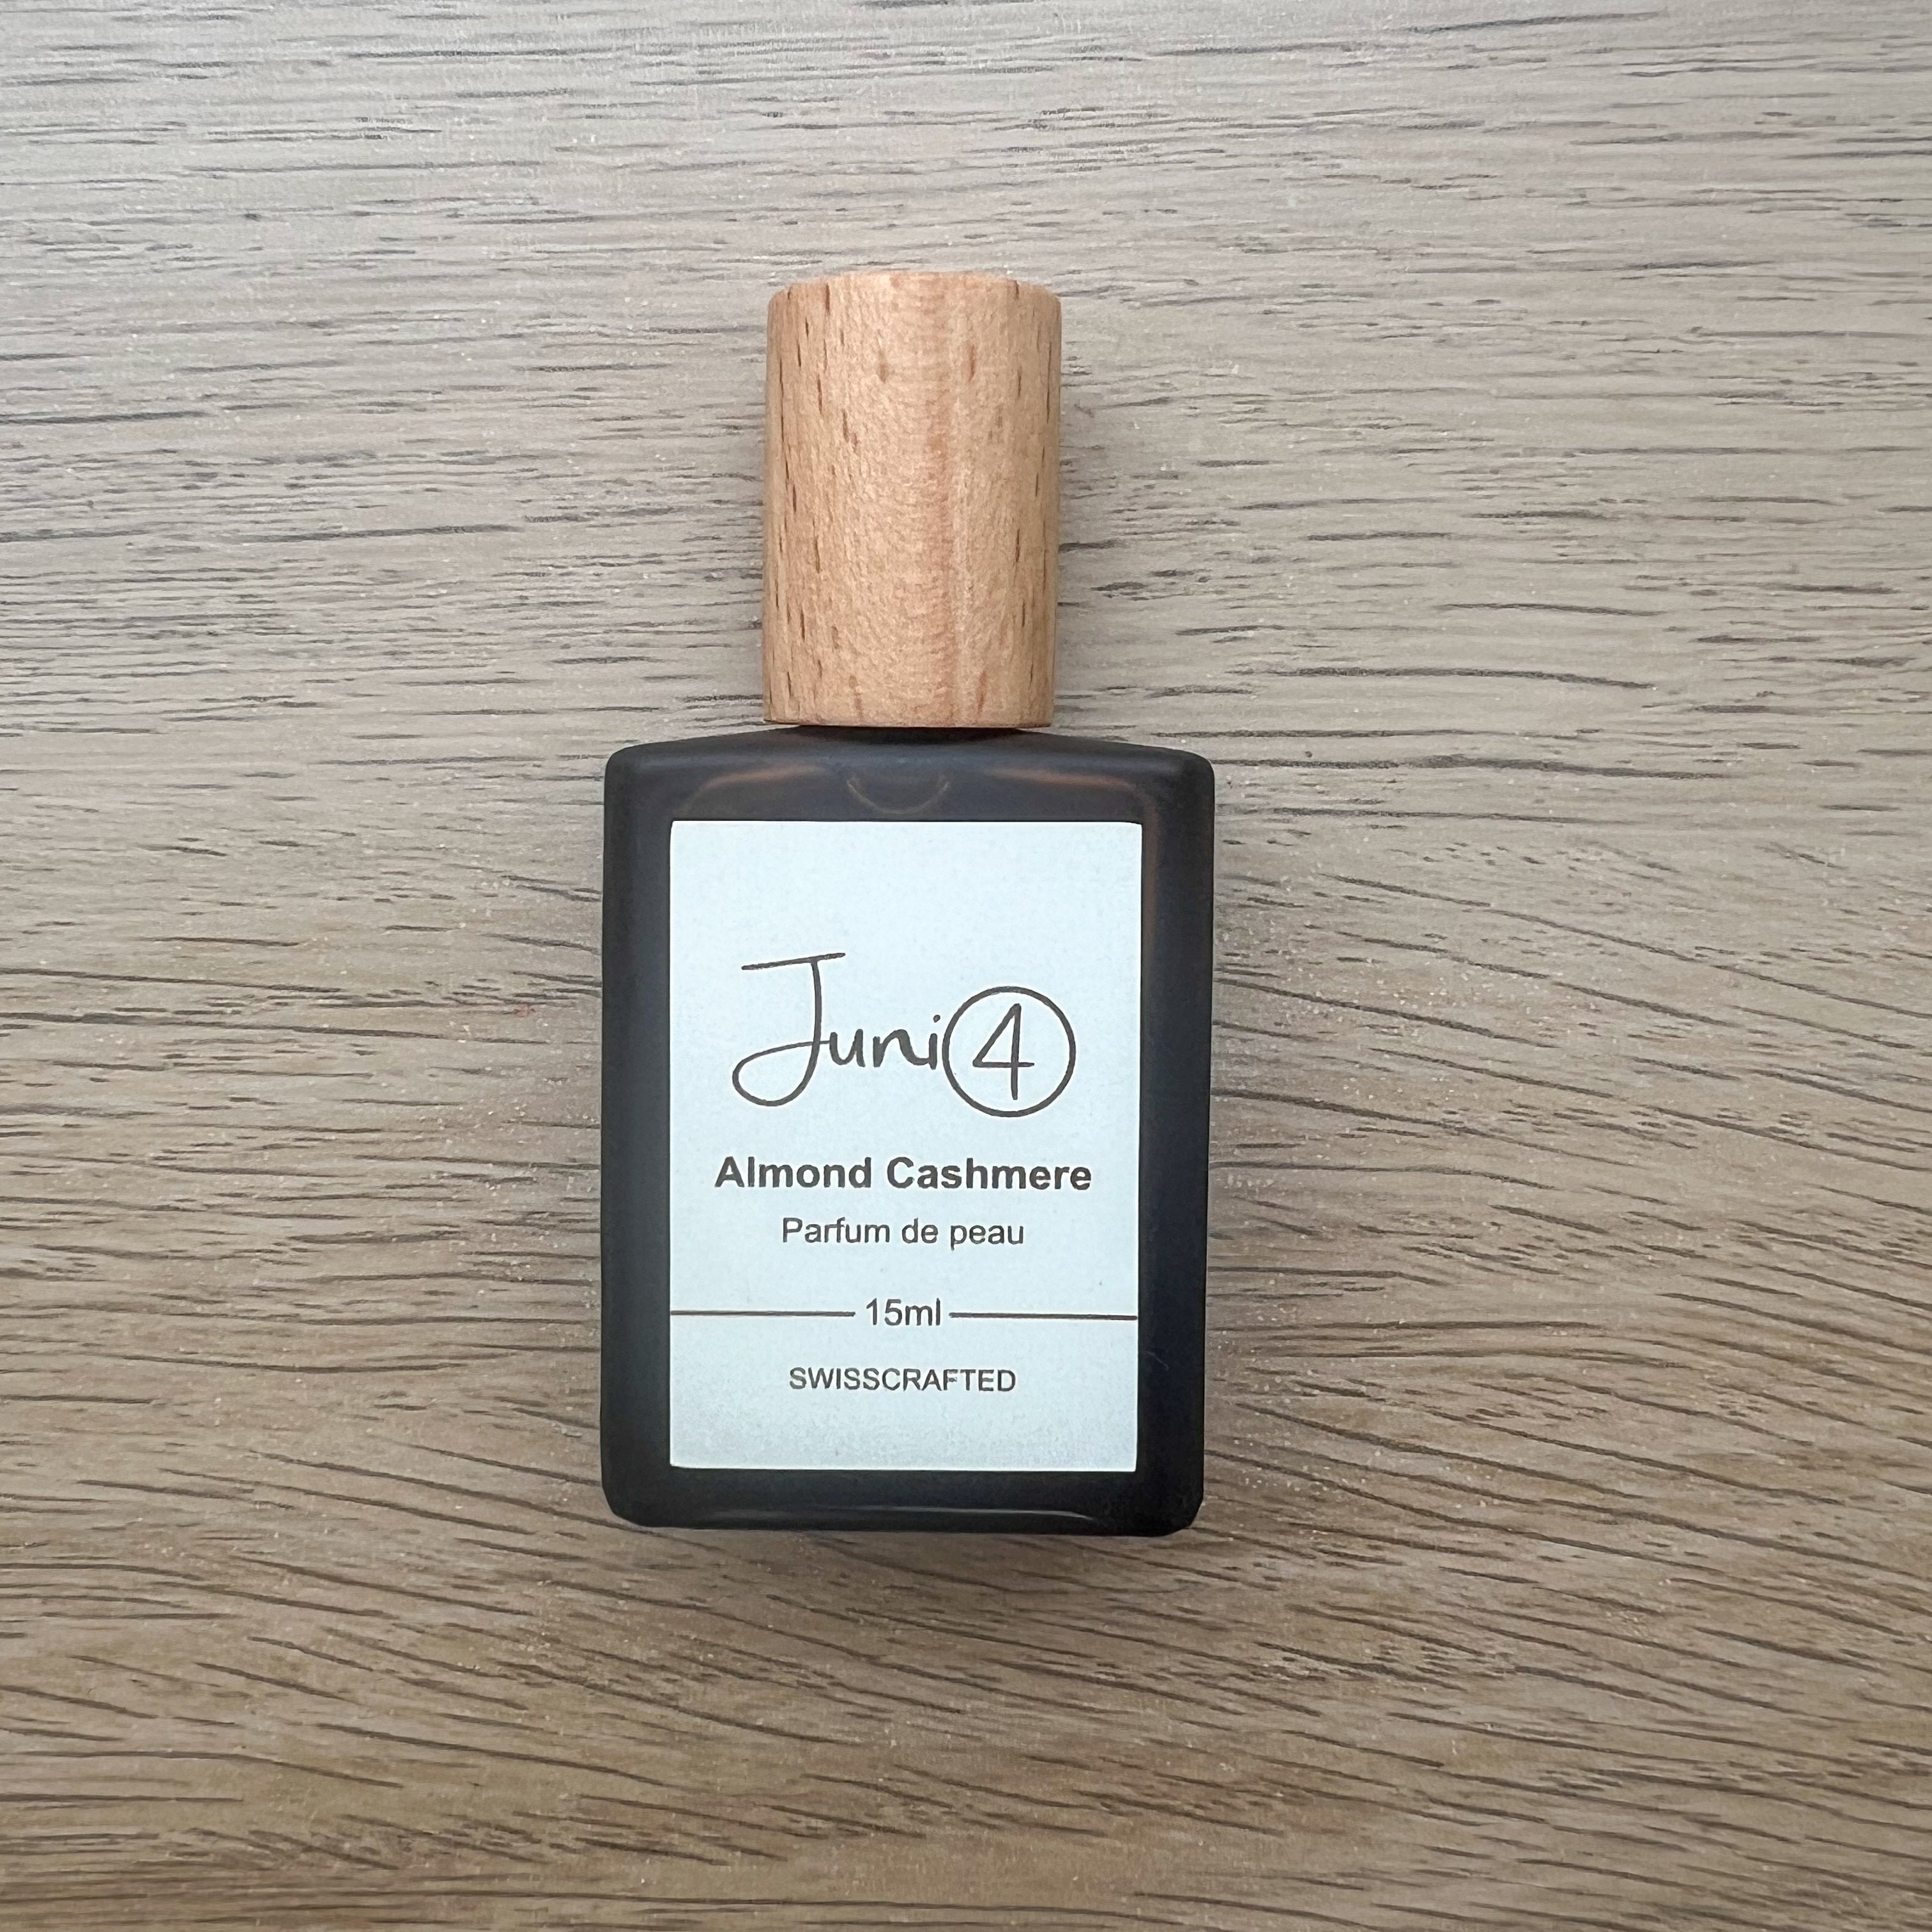 Juni4
Almond Cashmere
Parfum de peau
15ml
SWISSCRAFTED